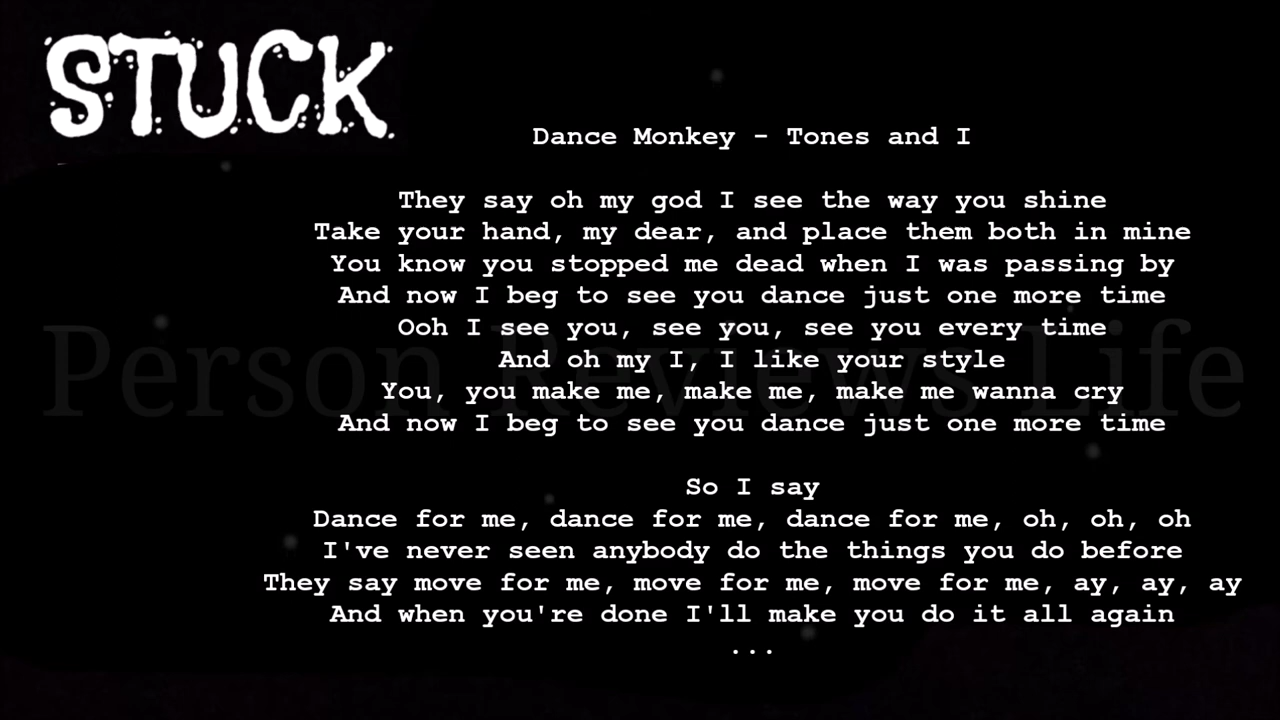 STUCK
Dance Monkey - Tones and I
They say oh my god I see the way you shine
Take your hand, my dear, and place them both in mine
You know you stopped me dead when I was passing by
And now I beg to see you dance just one more time
Ooh I see you, see you, see you every time
And oh my I, I like your style
You, you make me, make me, make me wanna cry
And now I beg to see you dance just one more time
So I say
Dance for me, dance for me, dance for me, oh, oh, oh
I've never seen anybody do the things you do before
They say move for me, move for me, move for me, ay, ay, ay
And when you're done I'll make you do it all again
...
Person Reviews Life